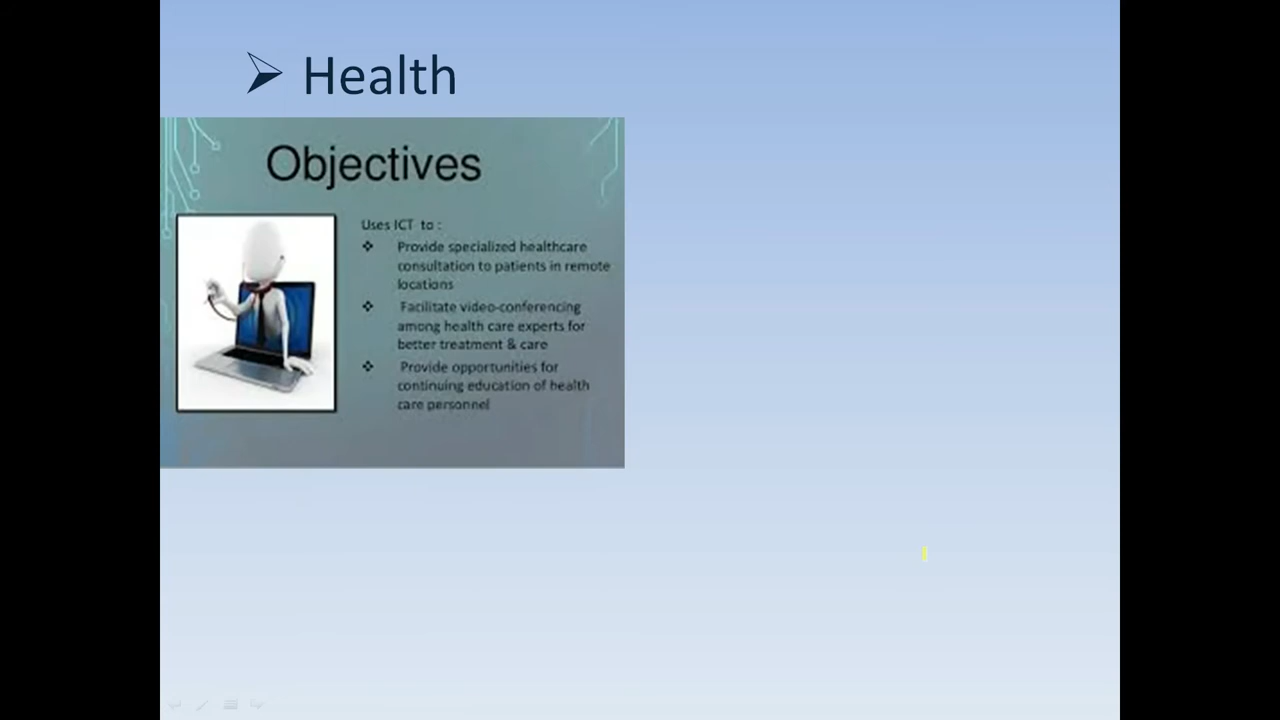 Health
Objectives
Uses ICT to :
Provide specialized healthcare
consultation to patients in remote
locations
Facilitate video-conferencing
among health care experts for
better treatment & care
Provide opportunities for
continuing education of health
care personnel